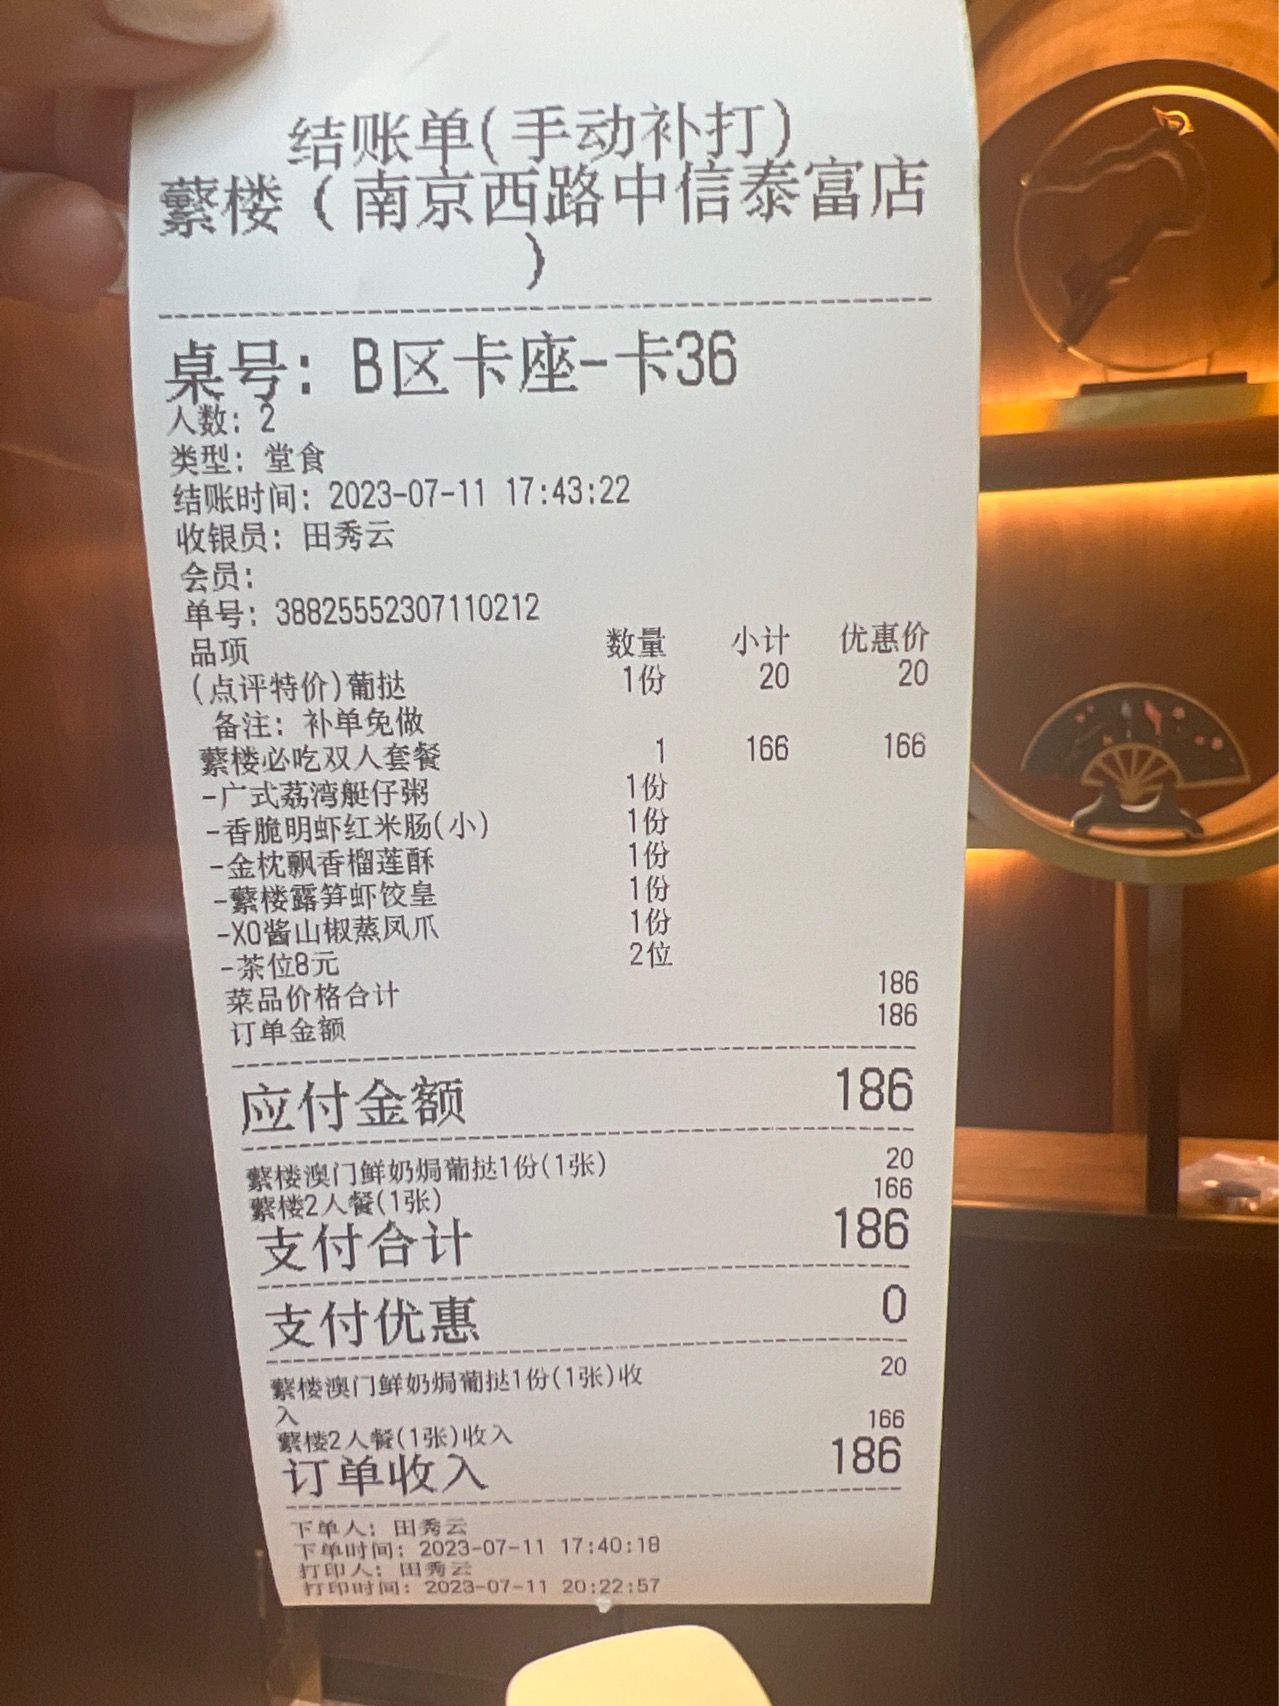 结账单(手动补打)
蘩楼(南京西路中信泰富店
)
桌号: B区卡座-卡36
人数: 2
类型: 堂食
结账时间: 2023-07-11 17:43:22
收银员: 田秀云
会员:
单号: 38825552307110212
品项 数量 小计 优惠价
(点评特价)葡挞 1份 20 20
备注: 补单免做
蘩楼必吃双人套餐 1 166 166
-广式荔湾艇仔粥 1份
-香脆明虾红米肠(小) 1份
-金枕飘香榴莲酥 1份
-蘩楼露笋虾饺皇 1份
-XO酱山椒蒸凤爪 1份
-茶位8元 2位
菜品价格合计 186
订单金额 186
应付金额 186
蘩楼澳门鲜奶焗葡挞1份(1张) 20
蘩楼2人餐(1张) 166
支付合计 186
支付优惠 0
蘩楼澳门鲜奶焗葡挞1份(1张)收 20
入
蘩楼2人餐(1张)收入 166
订单收入 186
下单人: 田秀云
下单时间: 2023-07-11 17:40:18
打印人: 田秀云
打印时间: 2023-07-11 20:22:57